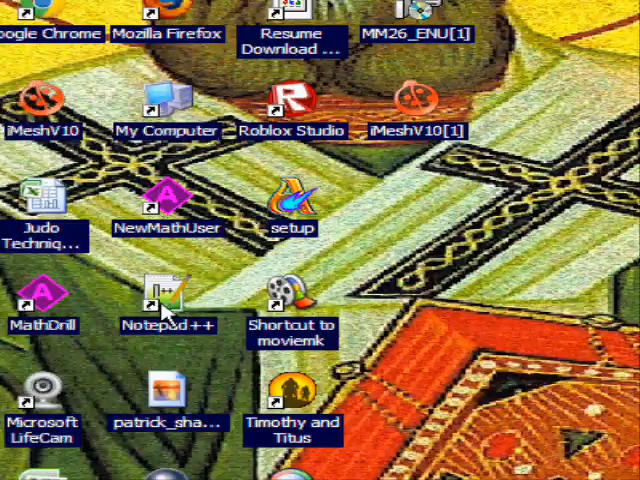 oogle Chrome
Mozilla Firefox
Resume
Download ...
MM26_ENU[1]
iMeshV10
My Computer
Roblox Studio
iMeshV10[1]
Judo
Techniq...
NewMathUser
setup
MathDrill
Notepad++
Shortcut to
moviemk
Microsoft
LifeCam
patrick_sha...
Timothy and
Titus